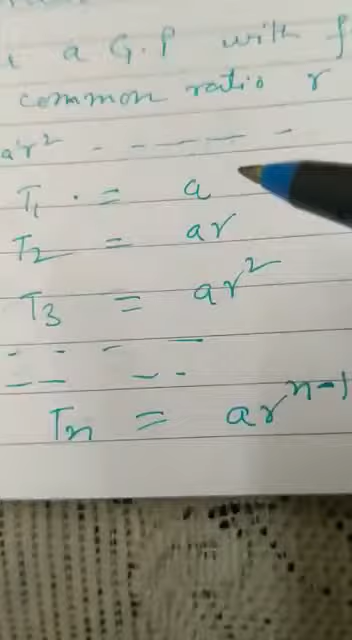 a G.P with
common ratio r
ar² - - - - -
T₁ . = a
T₂ = ar
T₃ = ar²
- - - -
- - - -
Tₙ = arⁿ⁻¹